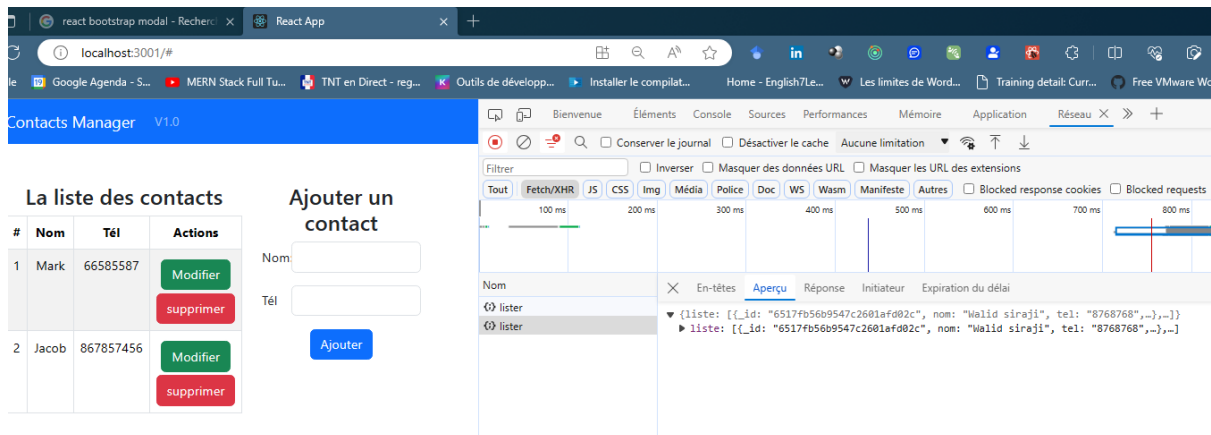 react bootstrap modal - Recherc
React App
localhost:3001/#
le
Google Agenda - S...
MERN Stack Full Tu...
TNT en Direct - reg...
Outils de développ...
Installer le compilat...
Home - English7Le...
Les limites de Word...
Training detail: Curr...
Free VMware Wo
Contacts Manager V1.0
Bienvenue Éléments Console Sources Performances Mémoire Application Réseau
Conserver le journal Désactiver le cache Aucune limitation
Filtrer Inverser Masquer des données URL Masquer les URL des extensions
Tout Fetch/XHR JS CSS Img Média Police Doc WS Wasm Manifeste Autres Blocked response cookies Blocked requests
100 ms 200 ms 300 ms 400 ms 500 ms 600 ms 700 ms 800 ms
La liste des contacts
# Nom Tél Actions
1 Mark 66585587 Modifier
supprimer
2 Jacob 867857456 Modifier
supprimer
Ajouter un
contact
Nom:
Tél
Ajouter
Nom
lister
lister
En-têtes Aperçu Réponse Initiateur Expiration du délai
{liste: [{_id: "6517fb56b9547c2601afd02c", nom: "Walid siraji", tel: "8768768",…},…]}
liste: [{_id: "6517fb56b9547c2601afd02c", nom: "Walid siraji", tel: "8768768",…},…]